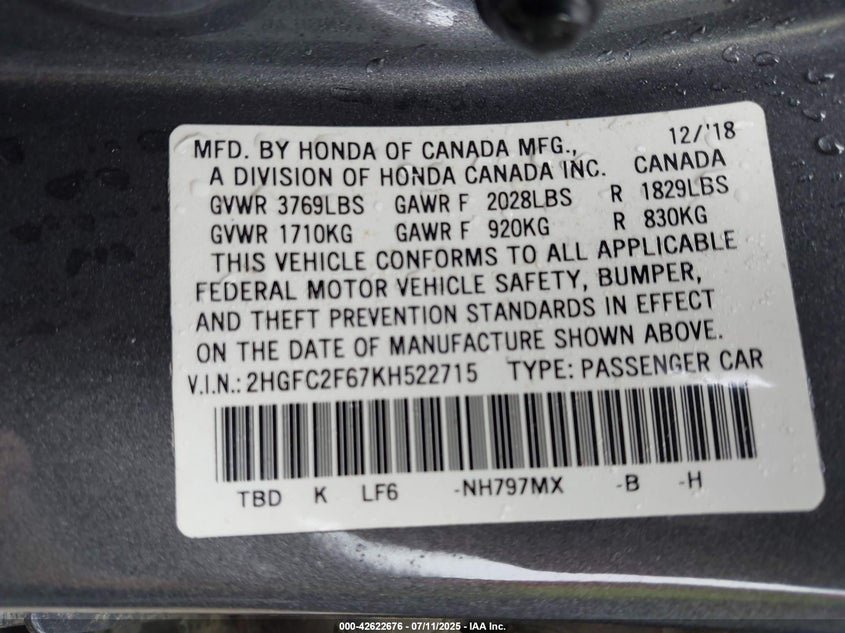 MFD. BY HONDA OF CANADA MFG., 12/'18
A DIVISION OF HONDA CANADA INC. CANADA
GVWR 3769LBS GAWR F 2028LBS R 1829LBS
GVWR 1710KG GAWR F 920KG R 830KG
THIS VEHICLE CONFORMS TO ALL APPLICABLE
FEDERAL MOTOR VEHICLE SAFETY, BUMPER,
AND THEFT PREVENTION STANDARDS IN EFFECT
ON THE DATE OF MANUFACTURE SHOWN ABOVE.
V.I.N.: 2HGFC2F67KH522715 TYPE: PASSENGER CAR
TBD K LF6 -NH797MX -B -H
000-42622676 - 07/11/2025 - IAA Inc.